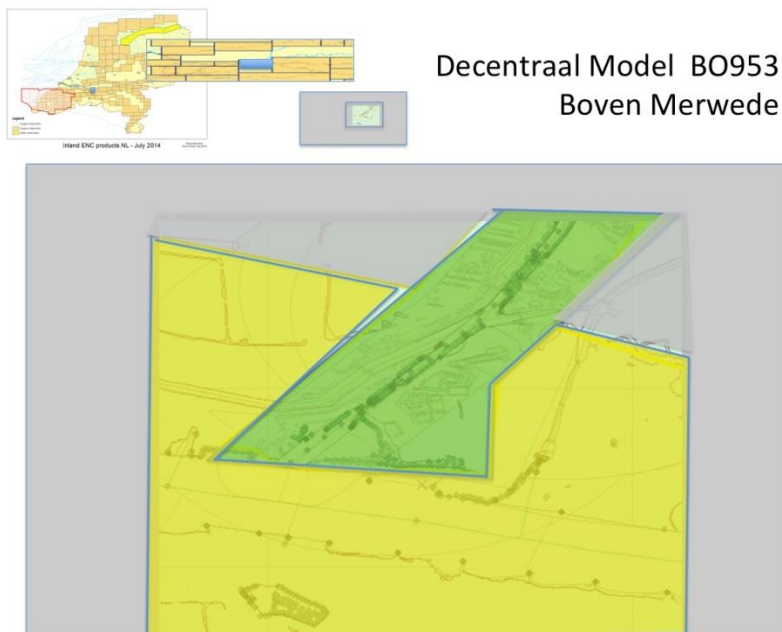 Decentraal Model BO953
Boven Merwede
Legend
Inland ENC products NL - July 2014